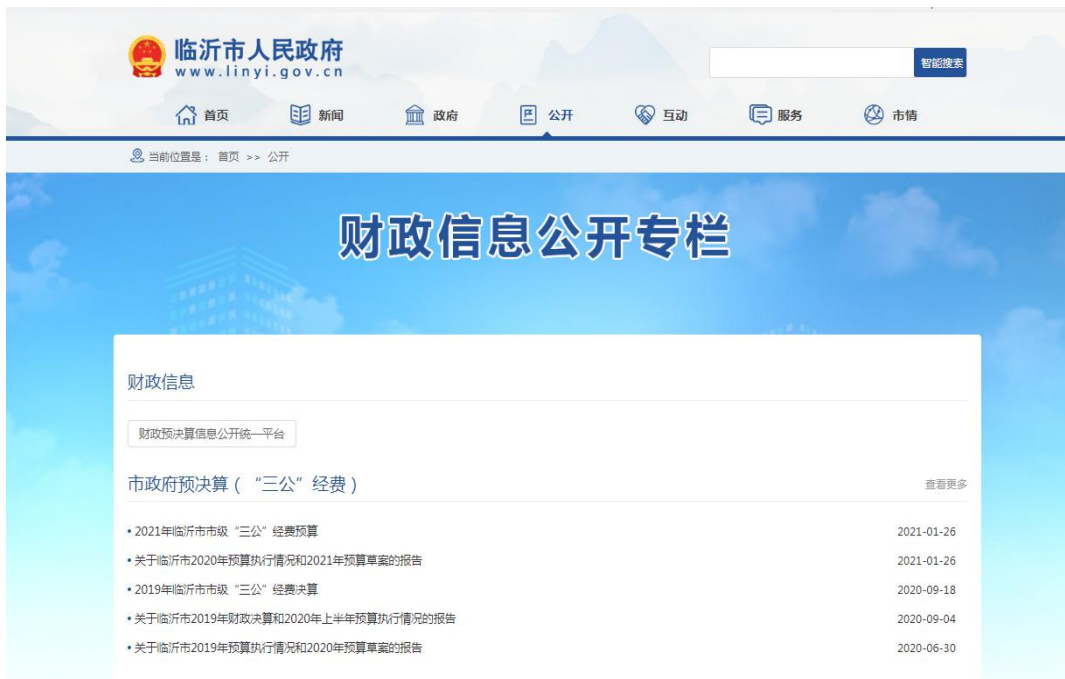 临沂市人民政府
www.linyi.gov.cn
智能搜索
首页 新闻 政府 公开 互动 服务 市情
当前位置是： 首页 >> 公开
财政信息公开专栏
财政信息
财政预决算信息公开统一平台
市政府预决算（“三公”经费） 查看更多
• 2021年临沂市市级“三公”经费预算 2021-01-26
• 关于临沂市2020年预算执行情况和2021年预算草案的报告 2021-01-26
• 2019年临沂市市级“三公”经费决算 2020-09-18
• 关于临沂市2019年财政决算和2020年上半年预算执行情况的报告 2020-09-04
• 关于临沂市2019年预算执行情况和2020年预算草案的报告 2020-06-30